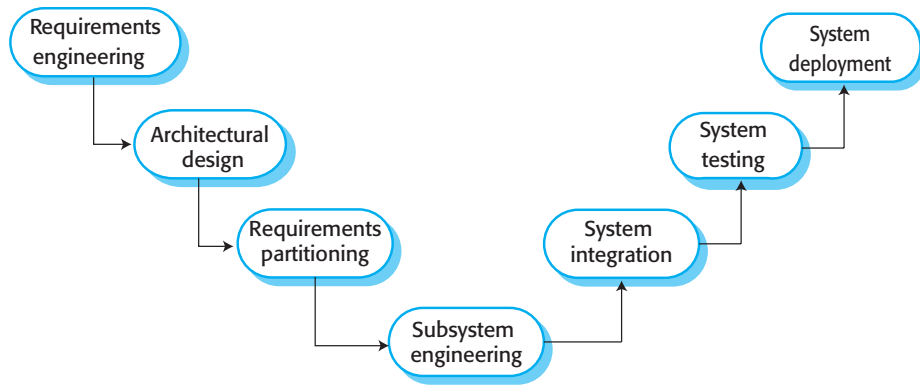 Requirements
engineering
Architectural
design
Requirements
partitioning
Subsystem
engineering
System
integration
System
testing
System
deployment